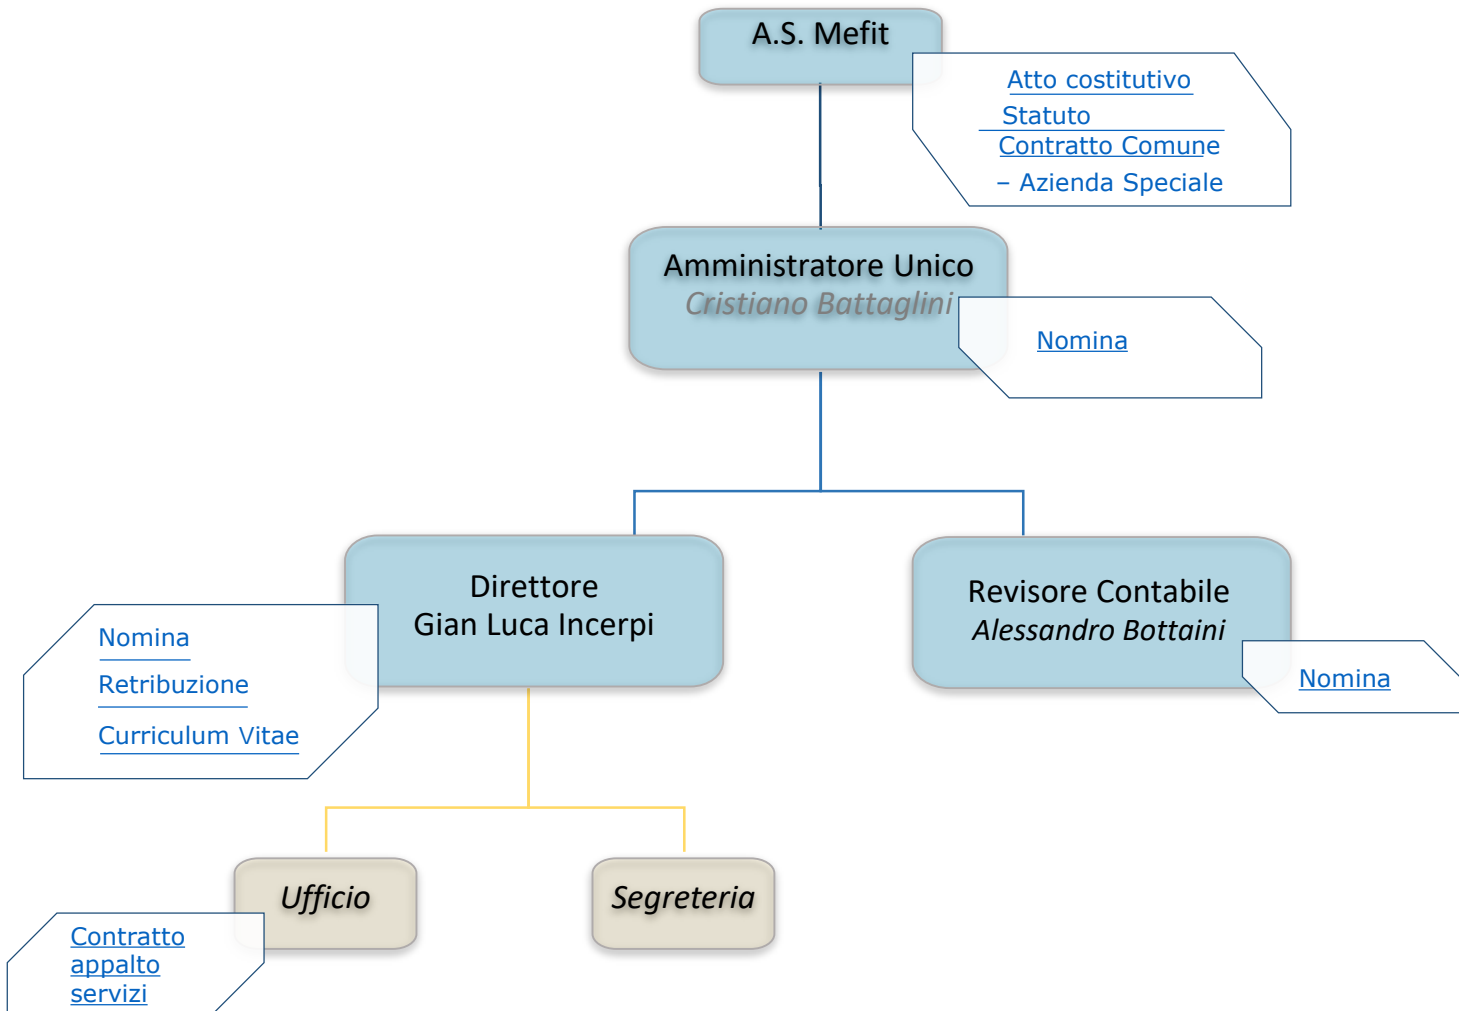 A.S. Mefit
Atto costitutivo
Statuto
Contratto Comune
– Azienda Speciale
Amministratore Unico
Cristiano Battaglini
Nomina
Direttore
Gian Luca Incerpi
Nomina
Retribuzione
Curriculum Vitae
Revisore Contabile
Alessandro Bottaini
Nomina
Ufficio
Segreteria
Contratto
appalto
servizi